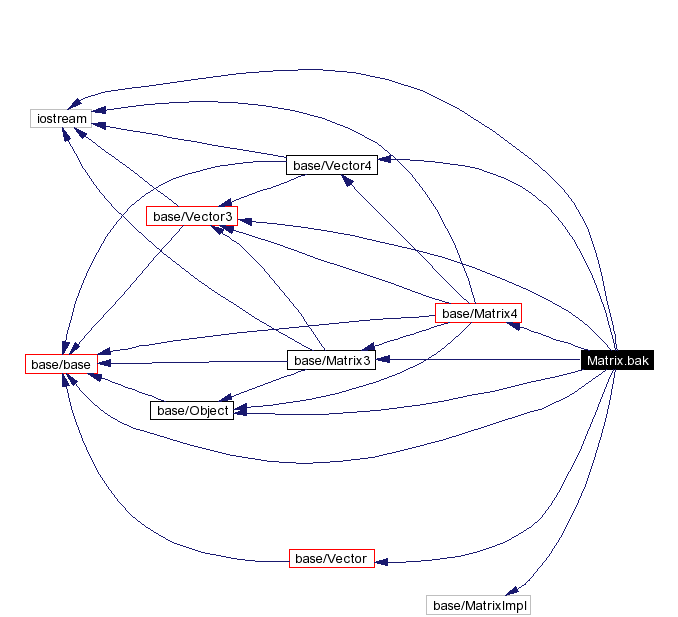 iostream
base/Vector4
base/Vector3
base/Matrix4
base/base
base/Matrix3
Matrix.bak
base/Object
base/Vector
base/MatrixImpl